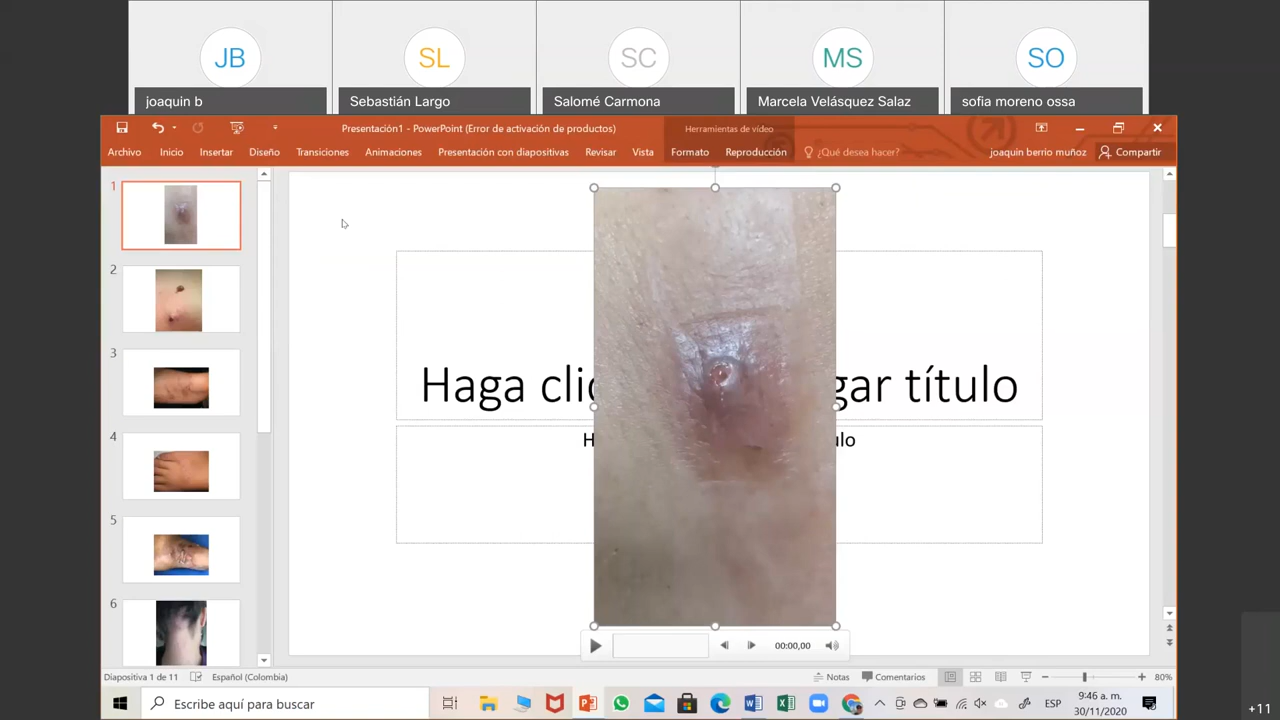 JB
SL
SC
MS
SO
joaquin b
Sebastián Largo
Salomé Carmona
Marcela Velásquez Salaz
sofia moreno ossa
Presentación1 - PowerPoint (Error de activación de productos)
Herramientas de vídeo
Archivo
Inicio
Insertar
Diseño
Transiciones
Animaciones
Presentación con diapositivas
Revisar
Vista
Formato
Reproducción
¿Qué desea hacer?
joaquin berrio muñoz
Compartir
1
2
3
4
5
6
Haga clic
gar título
H
ulo
00:00,00
Diapositiva 1 de 11
Español (Colombia)
Notas
Comentarios
80%
Escribe aquí para buscar
ESP
9:46 a. m.
30/11/2020
+11